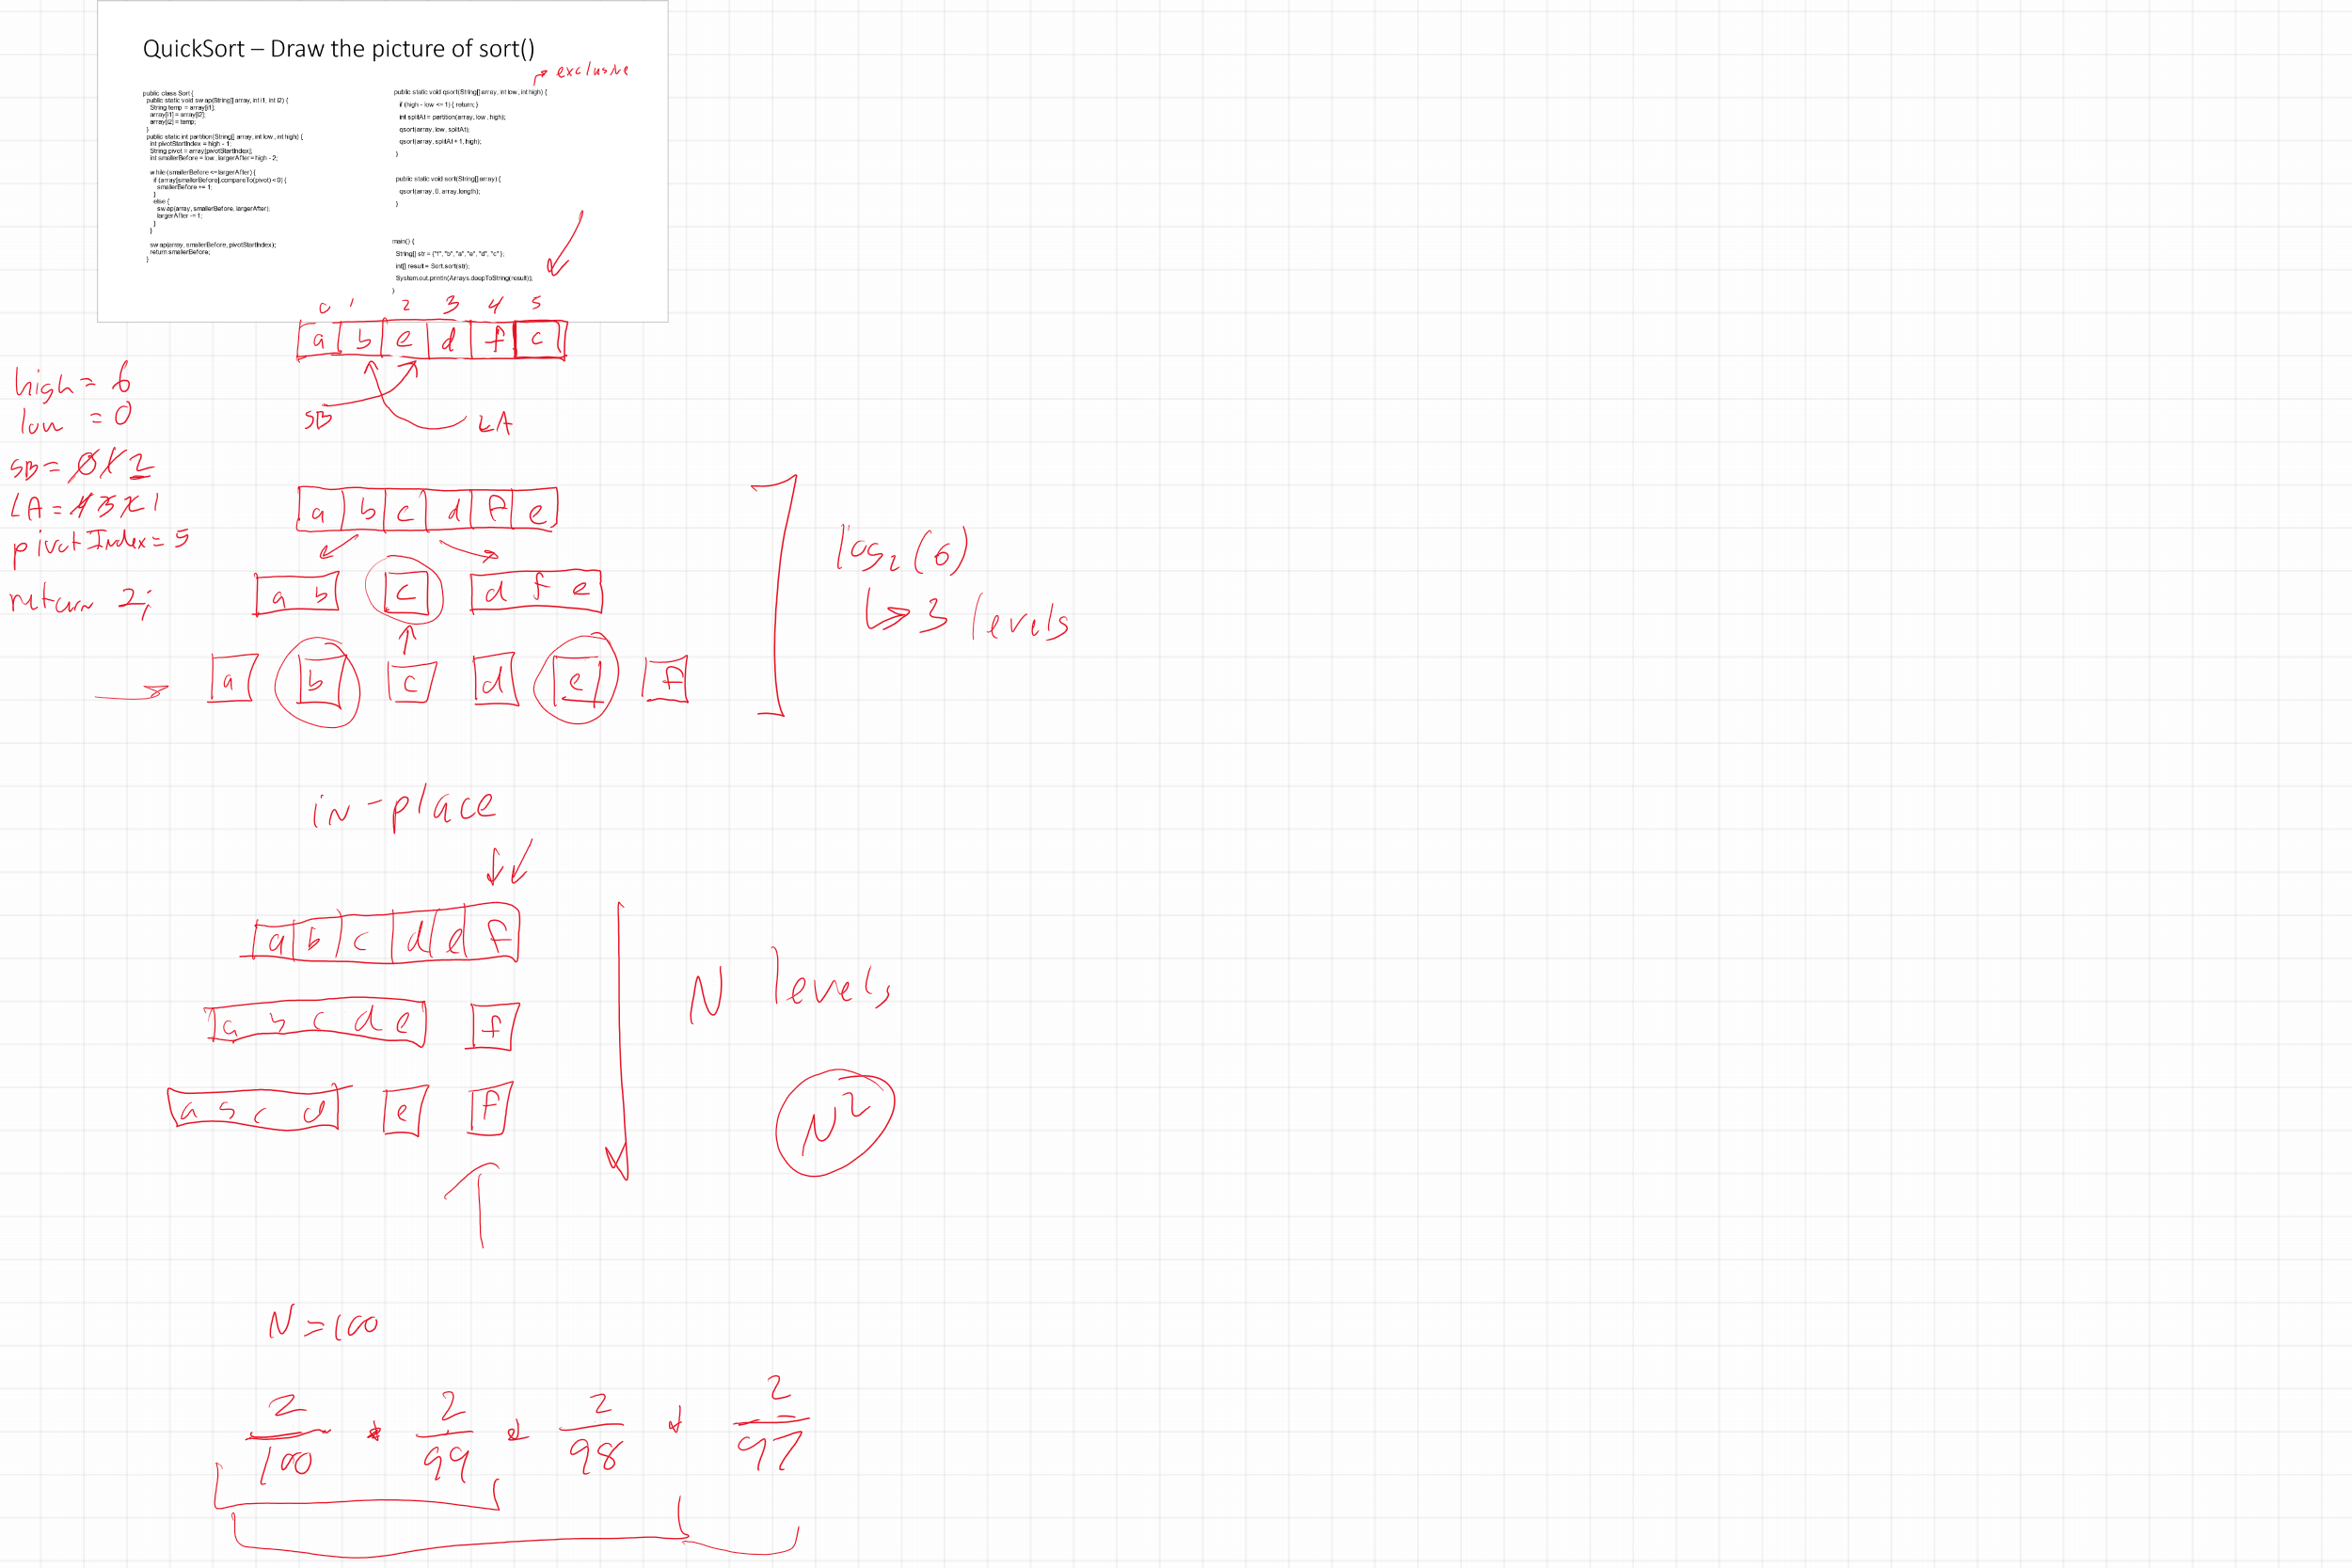 QuickSort – Draw the picture of sort()
exclusive
public class Sort {
public static void swap(String[] array, int i1, int i2) {
String temp = array[i1];
array[i1] = array[i2];
array[i2] = temp;
}
public static int partition(String[] array, int low, int high) {
int pivotStartIndex = high - 1;
String pivot = array[pivotStartIndex];
int smallerBefore = low, largerAfter = high - 2;
while (smallerBefore <= largerAfter) {
if (array[smallerBefore].compareTo(pivot) < 0) {
smallerBefore += 1;
}
else {
swap(array, smallerBefore, largerAfter);
largerAfter -= 1;
}
}
swap(array, smallerBefore, pivotStartIndex);
return smallerBefore;
}
public static void qsort(String[] array, int low, int high) {
if (high - low <= 1) { return; }
int splitAt = partition(array, low, high);
qsort(array, low, splitAt);
qsort(array, splitAt + 1, high);
}
public static void sort(String[] array) {
qsort(array, 0, array.length);
}
main() {
String[] str = {"f", "b", "a", "e", "d", "c" };
int[] result = Sort.sort(str);
System.out.println(Arrays.deepToString(result));
}
0 1 2 3 4 5
a b e d f c
SB LA
high = 6
low = 0
SB = 0 1 2
LA = 4 3 2 1
pivotIndex = 5
return 2;
a b c d f e
a b c d f e
a b c d e f
log2(6)
3 levels
in-place
a b c d e f
a b c d e f
a b c d e f
N levels
N²
N = 100
2/100 * 2/99 * 2/98 * 2/97